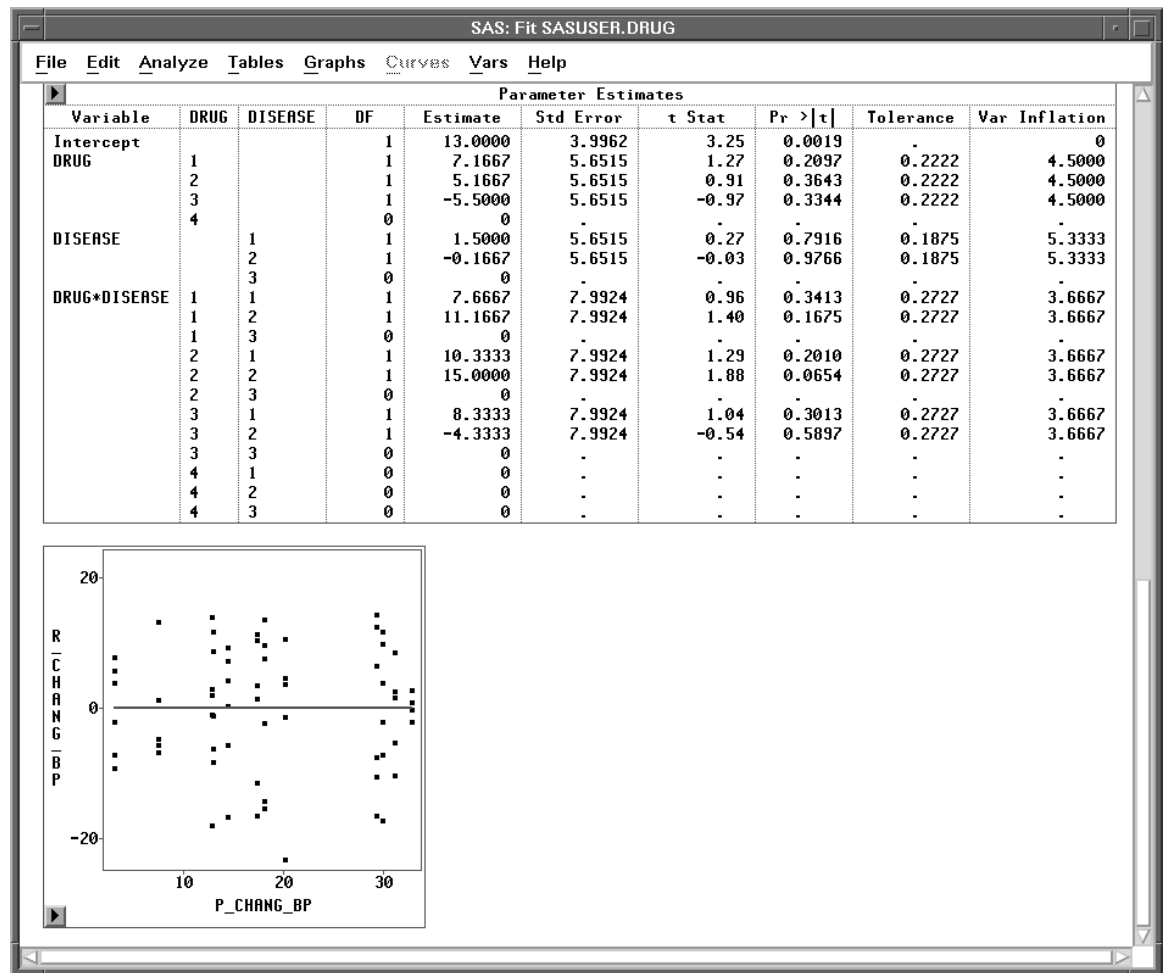 SAS: Fit SASUSER.DRUG
File Edit Analyze Tables Graphs Curves Vars Help
Parameter Estimates
Variable DRUG DISEASE DF Estimate Std Error t Stat Pr >|t| Tolerance Var Inflation
Intercept 1 13.0000 3.9962 3.25 0.0019 . 0
DRUG 1 1 7.1667 5.6515 1.27 0.2097 0.2222 4.5000
2 1 5.1667 5.6515 0.91 0.3643 0.2222 4.5000
3 1 -5.5000 5.6515 -0.97 0.3344 0.2222 4.5000
4 0 0 . . . . .
DISEASE 1 1 1.5000 5.6515 0.27 0.7916 0.1875 5.3333
2 1 -0.1667 5.6515 -0.03 0.9766 0.1875 5.3333
3 0 0 . . . . .
DRUG*DISEASE 1 1 1 7.6667 7.9924 0.96 0.3413 0.2727 3.6667
1 2 1 11.1667 7.9924 1.40 0.1675 0.2727 3.6667
1 3 0 0 . . . . .
2 1 1 10.3333 7.9924 1.29 0.2010 0.2727 3.6667
2 2 1 15.0000 7.9924 1.88 0.0654 0.2727 3.6667
2 3 0 0 . . . . .
3 1 1 8.3333 7.9924 1.04 0.3013 0.2727 3.6667
3 2 1 -4.3333 7.9924 -0.54 0.5897 0.2727 3.6667
3 3 0 0 . . . . .
4 1 0 0 . . . . .
4 2 0 0 . . . . .
4 3 0 0 . . . . .
R_CHANG_BP
20
0
-20
10 20 30
P_CHANG_BP